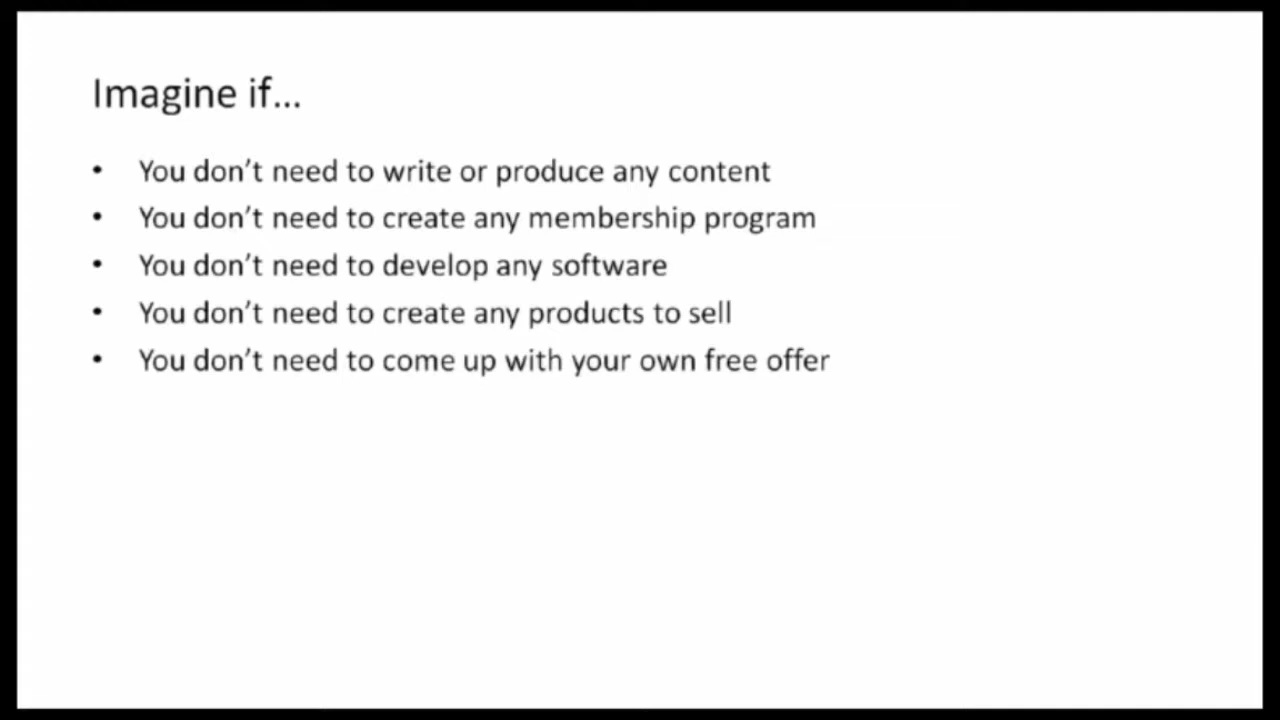 Imagine if...
• You don’t need to write or produce any content
• You don’t need to create any membership program
• You don’t need to develop any software
• You don’t need to create any products to sell
• You don’t need to come up with your own free offer